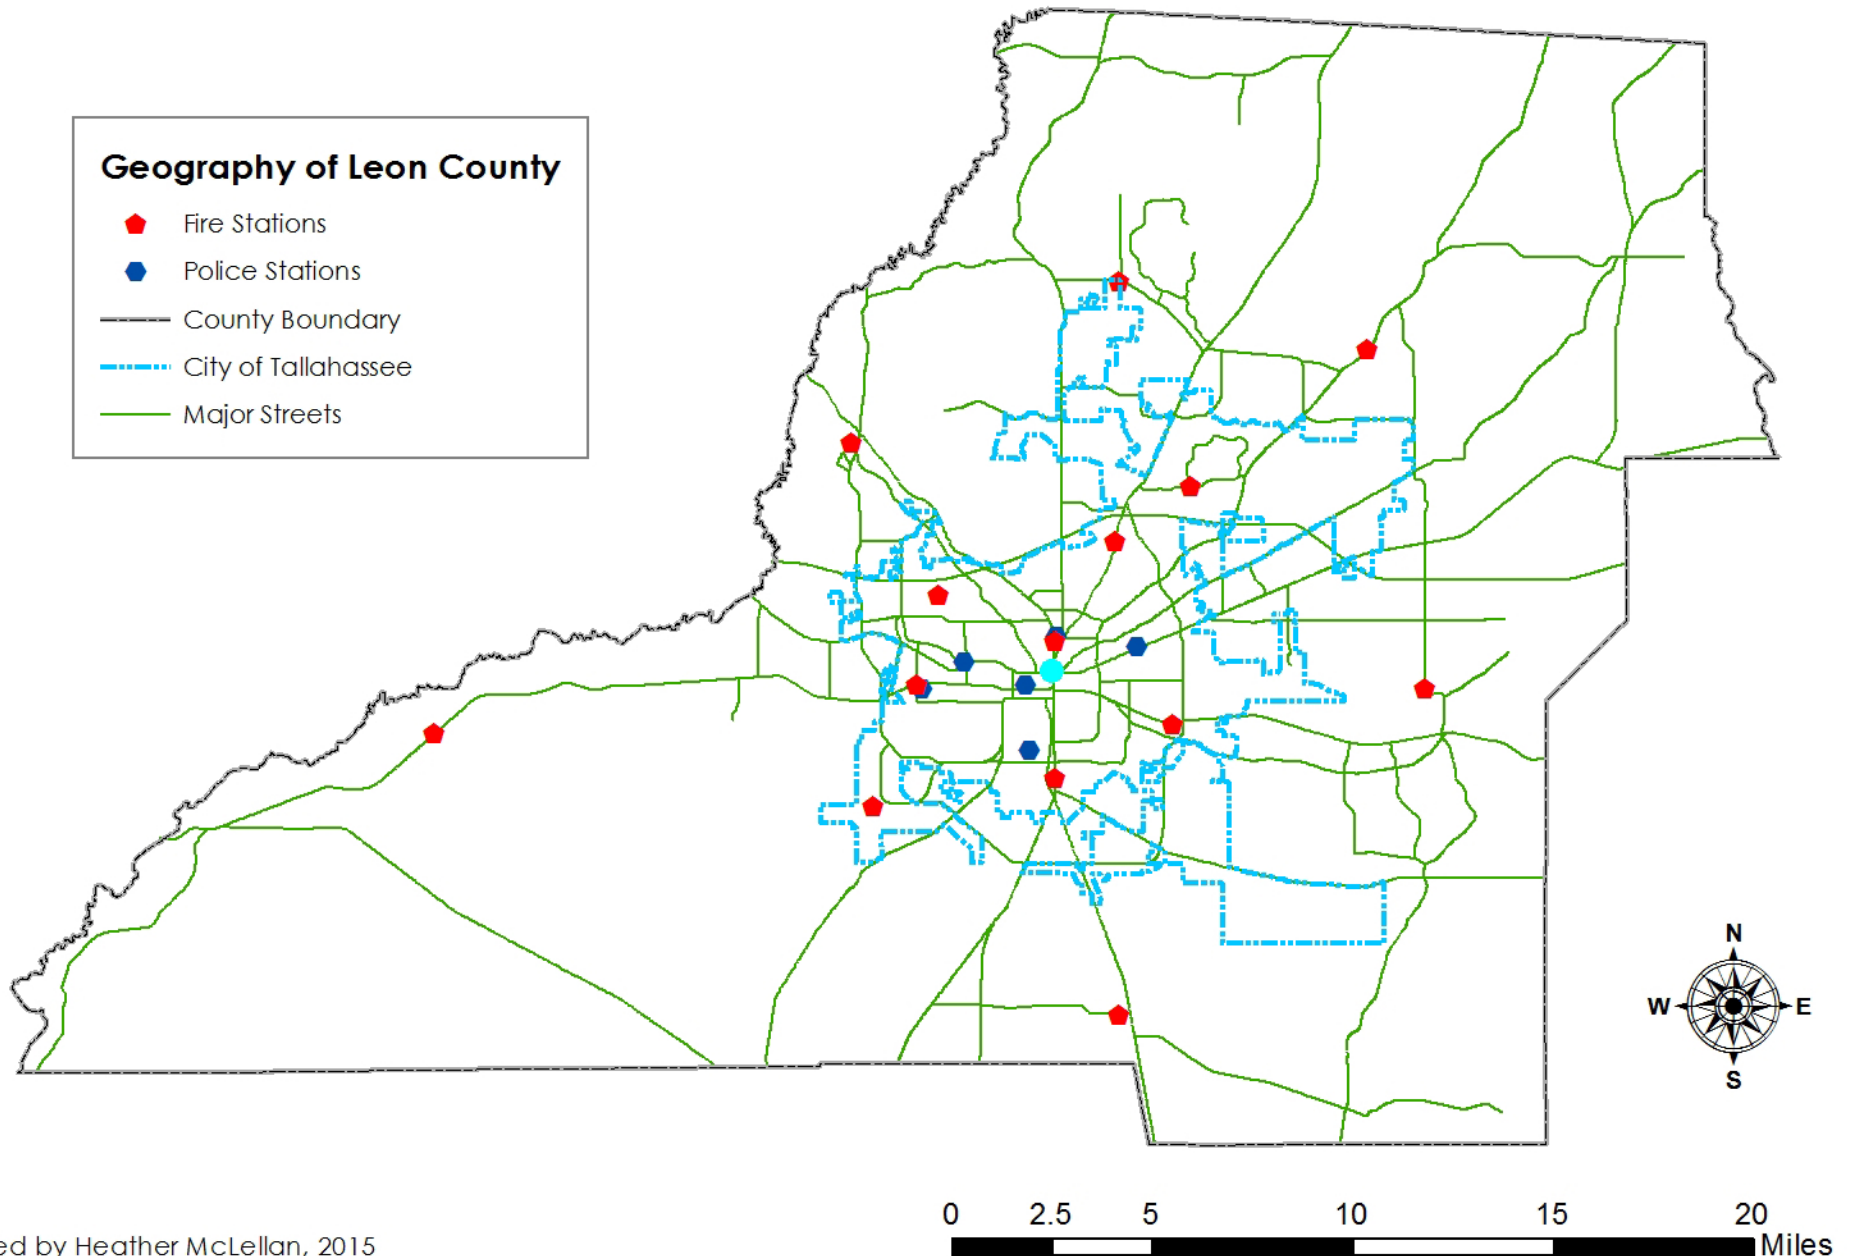 Geography of Leon County
Fire Stations
Police Stations
County Boundary
City of Tallahassee
Major Streets
N
W E
S
0 2.5 5 10 15 20
Miles
ed by Heather McLellan, 2015